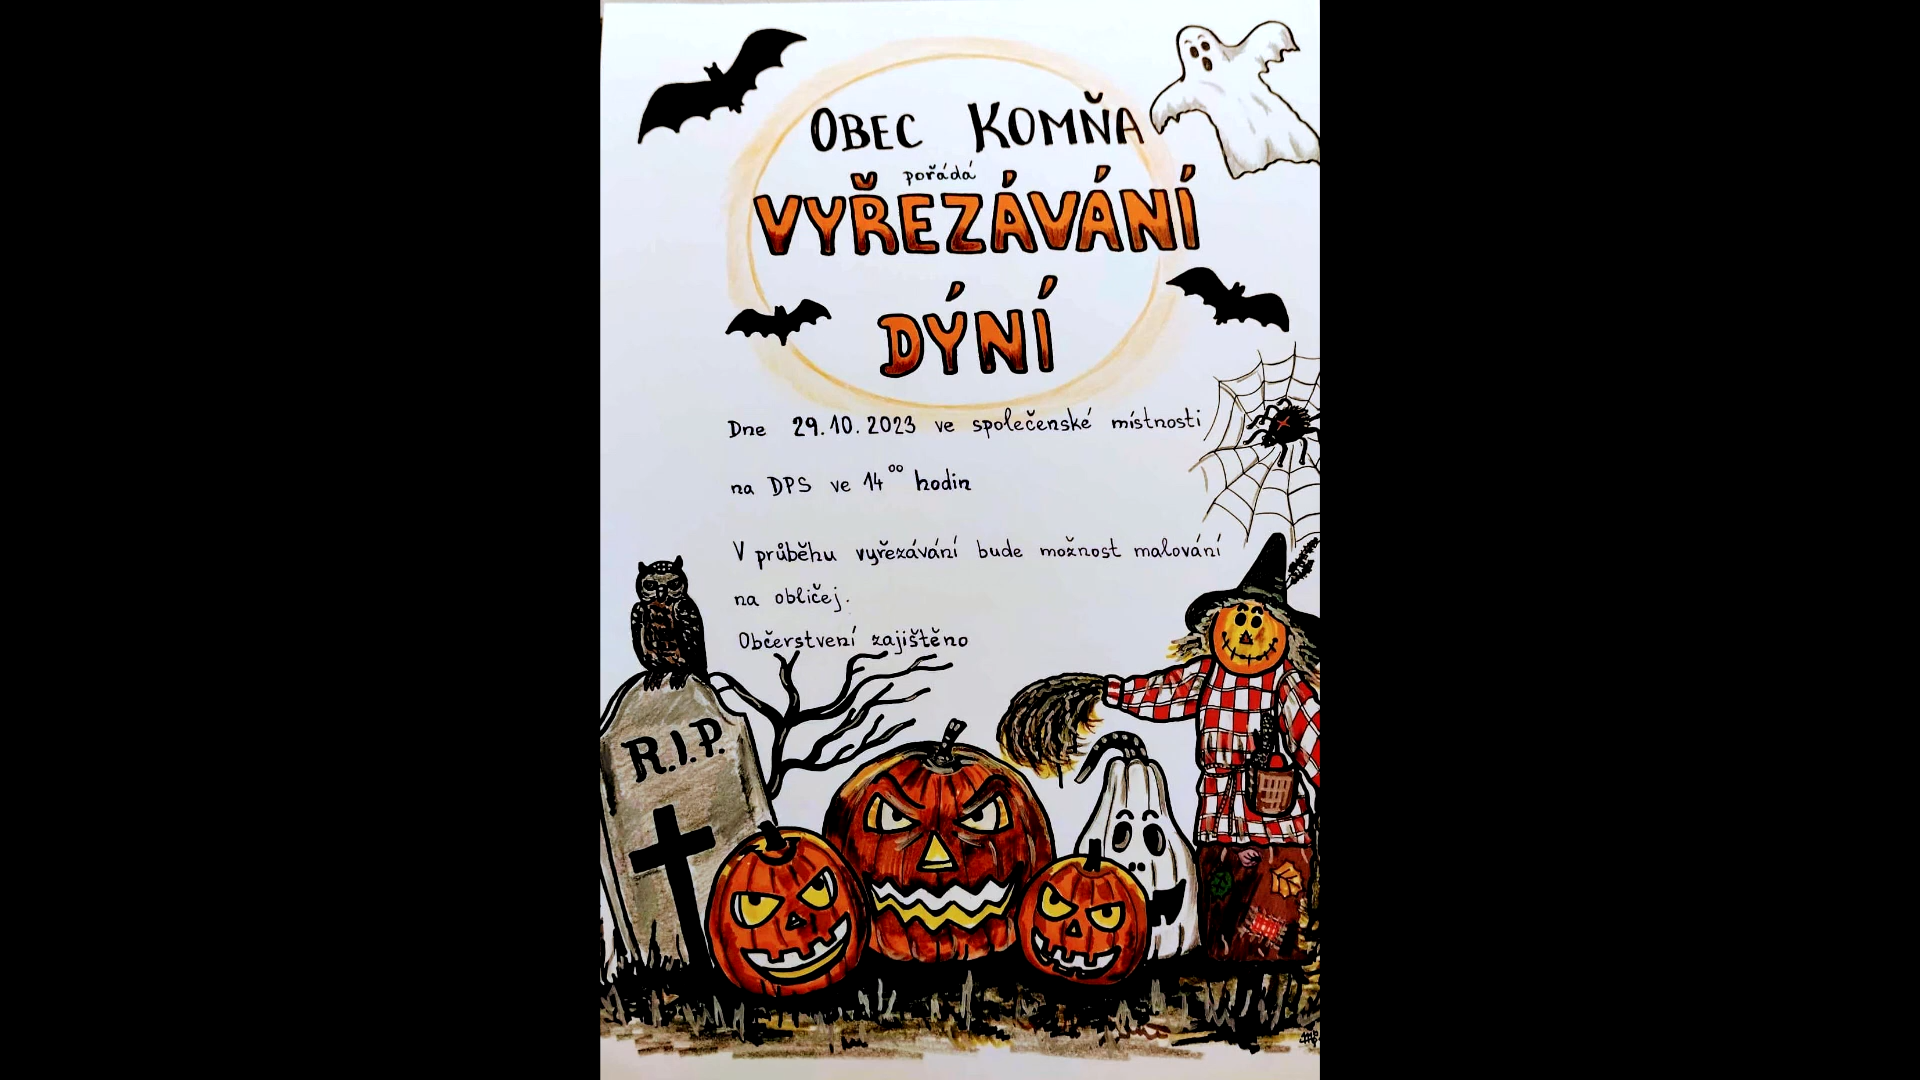 OBEC KOMŇA
pořádá
VYŘEZÁVÁNÍ
DÝNÍ
Dne 29.10.2023 ve společenské místnosti
na DPS ve 14⁰⁰ hodin
V průběhu vyřezávání bude možnost malování
na obličej.
Občerstvení zajištěno
R.I.P.